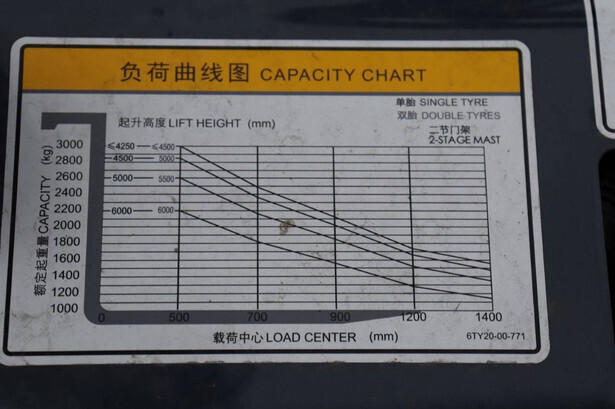 负荷曲线图 CAPACITY CHART
单胎 SINGLE TYRE
双胎 DOUBLE TYRES
起升高度 LIFT HEIGHT (mm)
二节门架
2-STAGE MAST
额定起重量 CAPACITY (kg)
3000
2800
2600
2400
2200
2000
1800
1600
1400
1200
1000
≤4250 ≤4500
4500 5000
5000 5500
6000 6000
0 500 700 900 1200 1400
载荷中心 LOAD CENTER (mm)
6TY20-00-771